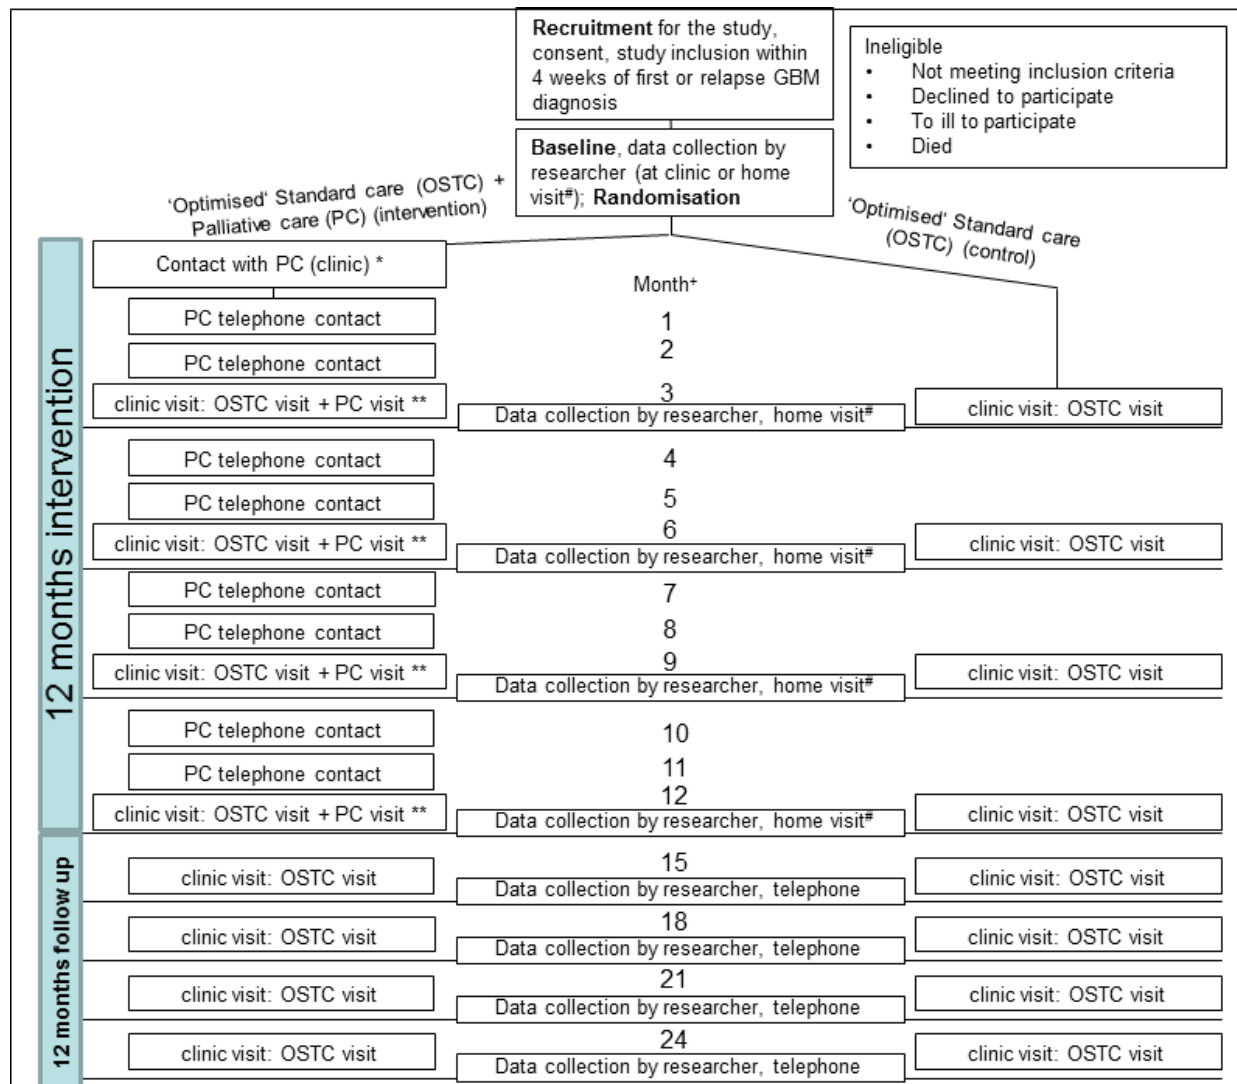 Recruitment for the study,
consent, study inclusion within
4 weeks of first or relapse GBM
diagnosis
Ineligible
• Not meeting inclusion criteria
• Declined to participate
• To ill to participate
• Died
Baseline, data collection by
researcher (at clinic or home
visit#); Randomisation
‘Optimised‘ Standard care (OSTC) +
Palliative care (PC) (intervention)
‘Optimised‘ Standard care
(OSTC) (control)
12 months intervention
Contact with PC (clinic) *
Month+
PC telephone contact
1
PC telephone contact
2
clinic visit: OSTC visit + PC visit **
3
Data collection by researcher, home visit#
clinic visit: OSTC visit
PC telephone contact
4
PC telephone contact
5
clinic visit: OSTC visit + PC visit **
6
Data collection by researcher, home visit#
clinic visit: OSTC visit
PC telephone contact
7
PC telephone contact
8
clinic visit: OSTC visit + PC visit **
9
Data collection by researcher, home visit#
clinic visit: OSTC visit
PC telephone contact
10
PC telephone contact
11
clinic visit: OSTC visit + PC visit **
12
Data collection by researcher, home visit#
clinic visit: OSTC visit
12 months follow up
clinic visit: OSTC visit
15
Data collection by researcher, telephone
clinic visit: OSTC visit
clinic visit: OSTC visit
18
Data collection by researcher, telephone
clinic visit: OSTC visit
clinic visit: OSTC visit
21
Data collection by researcher, telephone
clinic visit: OSTC visit
clinic visit: OSTC visit
24
Data collection by researcher, telephone
clinic visit: OSTC visit